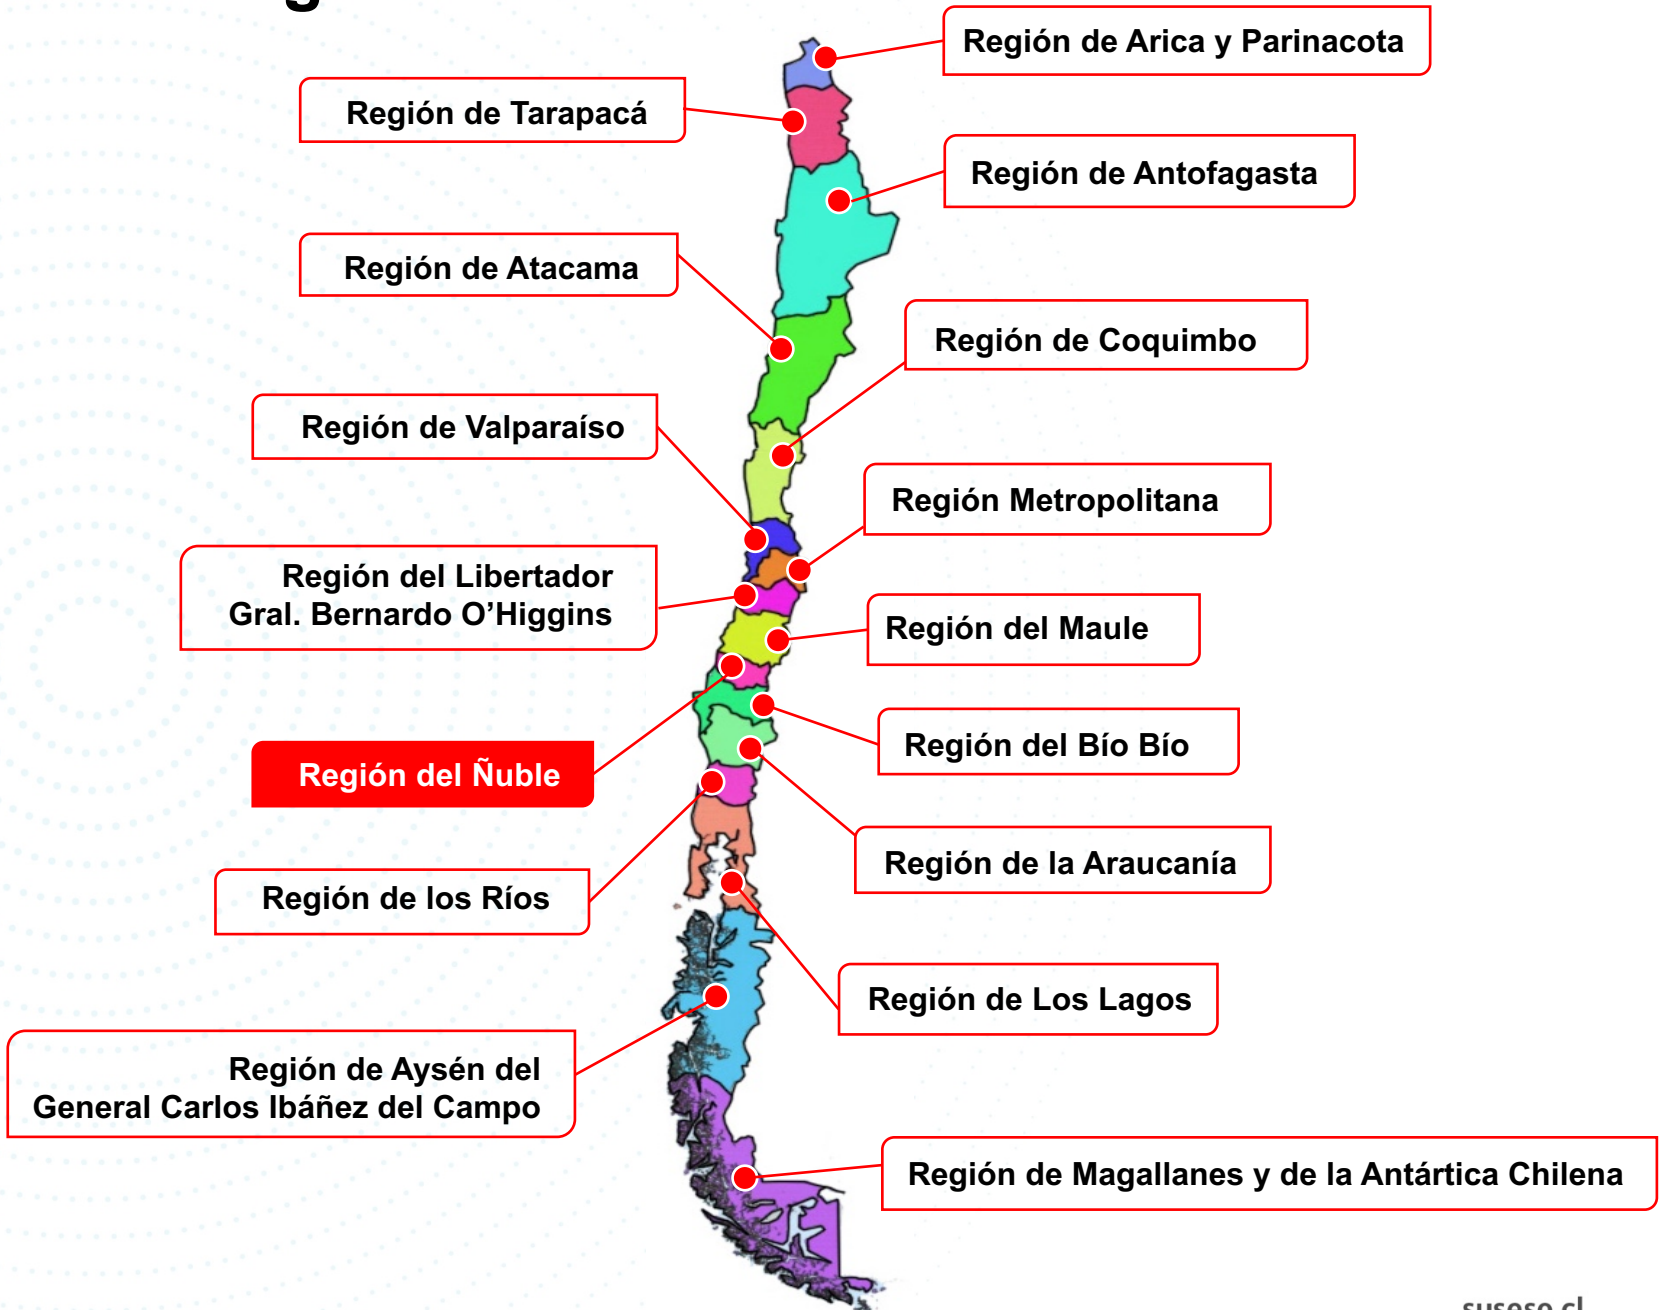 Región de Arica y Parinacota
Región de Tarapacá
Región de Antofagasta
Región de Atacama
Región de Coquimbo
Región de Valparaíso
Región Metropolitana
Región del Libertador
Gral. Bernardo O’Higgins
Región del Maule
Región del Bío Bío
Región del Ñuble
Región de la Araucanía
Región de los Ríos
Región de Los Lagos
Región de Aysén del
General Carlos Ibáñez del Campo
Región de Magallanes y de la Antártica Chilena
suseso.cl